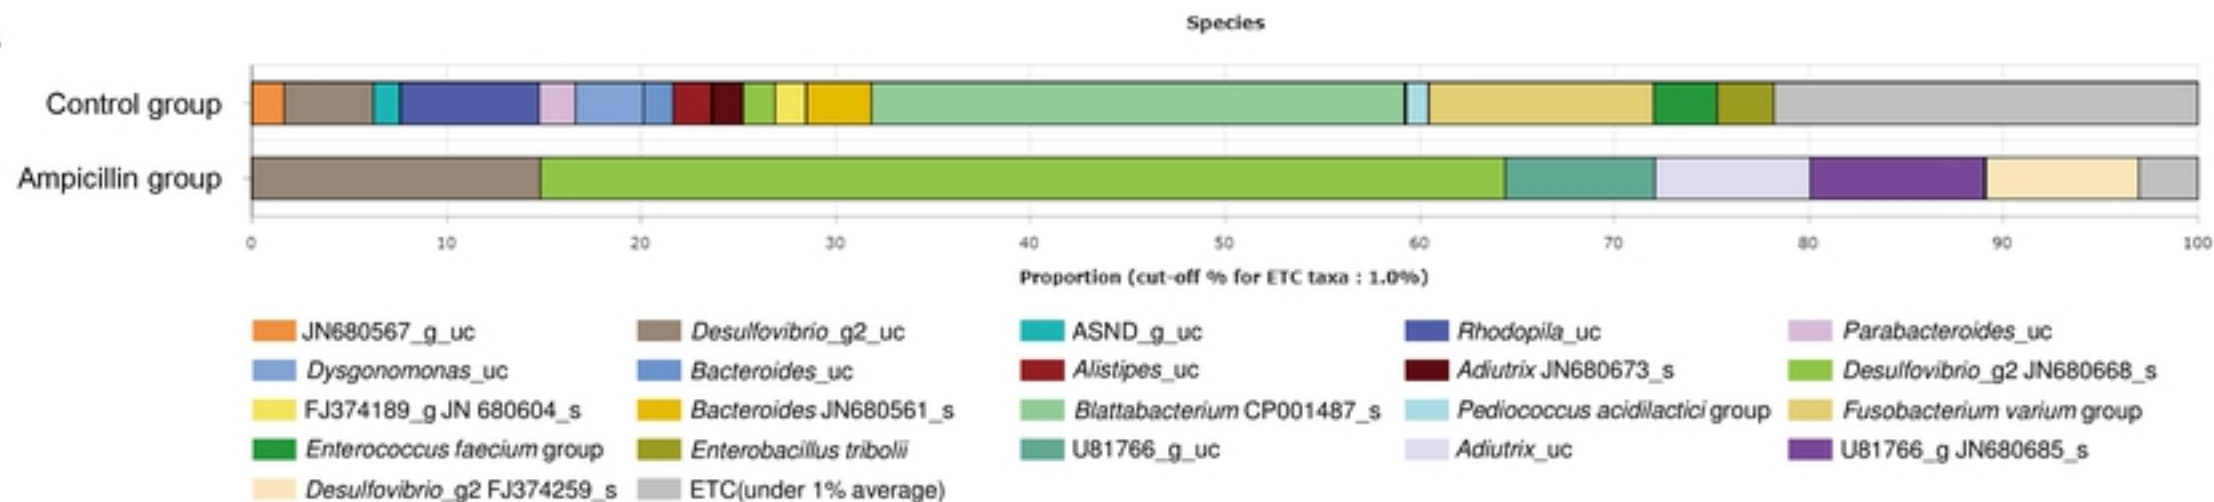 Species
Control group
Ampicillin group
0 10 20 30 40 50 60 70 80 90 100
Proportion (cut-off % for ETC taxa : 1.0%)
JN680567_g_uc Desulfovibrio_g2_uc ASND_g_uc Rhodopila_uc Parabacteroides_uc
Dysgonomonas_uc Bacteroides_uc Alistipes_uc Adiutrix JN680673_s Desulfovibrio_g2 JN680668_s
FJ374189_g JN 680604_s Bacteroides JN680561_s Blattabacterium CP001487_s Pediococcus acidilactici group Fusobacterium varium group
Enterococcus faecium group Enterobacillus tribolii U81766_g_uc Adiutrix_uc U81766_g JN680685_s
Desulfovibrio_g2 FJ374259_s ETC(under 1% average)